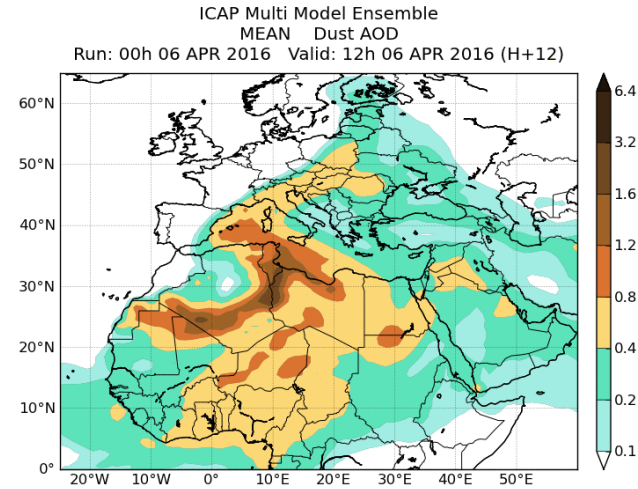 ICAP Multi Model Ensemble
MEAN Dust AOD
Run: 00h 06 APR 2016 Valid: 12h 06 APR 2016 (H+12)
60°N
50°N
40°N
30°N
20°N
10°N
0°
20°W 10°W 0° 10°E 20°E 30°E 40°E 50°E
6.4
3.2
1.6
1.2
0.8
0.4
0.2
0.1